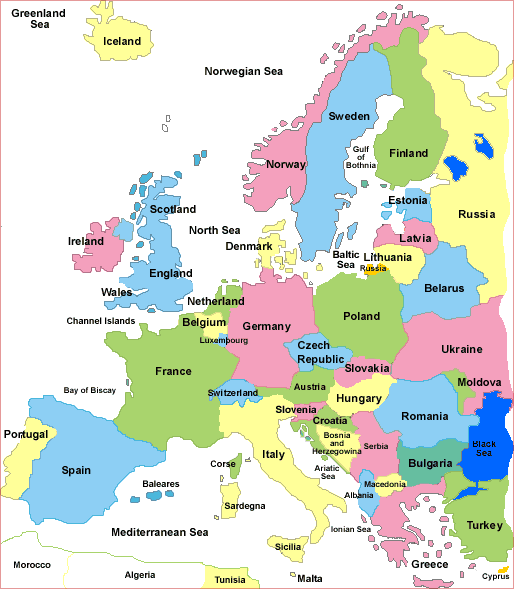 Greenland
Sea
Iceland
Norwegian Sea
Sweden
Gulf
of
Bothnia
Finland
Norway
Russia
Scotland
Estonia
North Sea
Ireland
Denmark
Latvia
Baltic
Sea
Lithuania
Russia
England
Wales
Belarus
Netherland
Channel Islands
Belgium
Germany
Poland
Luxembourg
Czech
Republic
Ukraine
France
Slovakia
Moldova
Bay of Biscay
Switzerland
Austria
Hungary
Slovenia
Romania
Croatia
Portugal
Bosnia
and
Herzegowina
Serbia
Black
Sea
Spain
Italy
Corse
Ariatic
Sea
Bulgaria
Baleares
Macedonia
Albania
Sardegna
Mediterranean Sea
Ionian Sea
Turkey
Sicilia
Greece
Morocco
Algeria
Tunisia
Malta
Cyprus